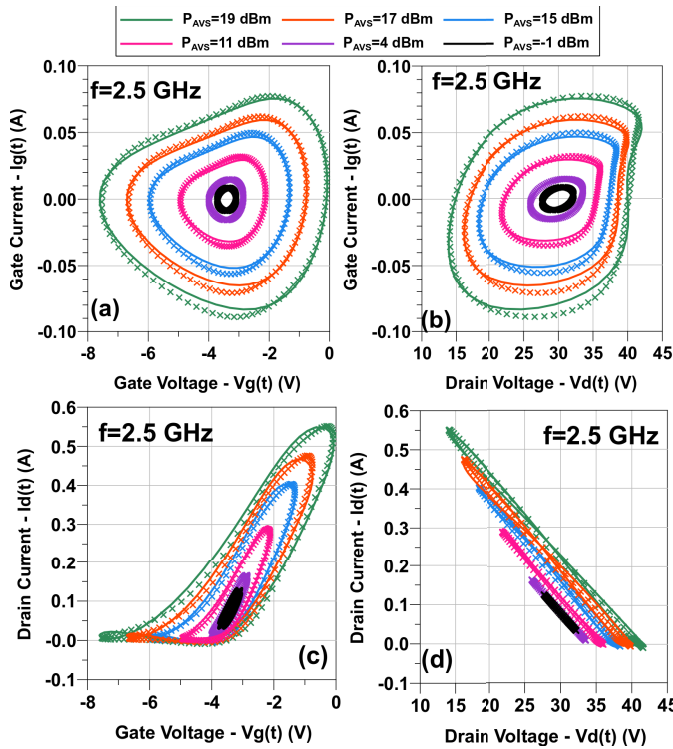 P_AVS=19 dBm P_AVS=17 dBm P_AVS=15 dBm
P_AVS=11 dBm P_AVS=4 dBm P_AVS=-1 dBm
f=2.5 GHz
Gate Current - Ig(t) (A)
0.10
0.05
0.00
-0.05
-0.10
(a)
-8 -6 -4 -2 0
Gate Voltage - Vg(t) (V)
f=2.5 GHz
Gate Current - Ig(t) (A)
0.10
0.05
0.00
-0.05
-0.10
(b)
10 15 20 25 30 35 40 45
Drain Voltage - Vd(t) (V)
f=2.5 GHz
Drain Current - Id(t) (A)
0.6
0.5
0.4
0.3
0.2
0.1
-0.0
-0.1
(c)
-8 -6 -4 -2 0
Gate Voltage - Vg(t) (V)
f=2.5 GHz
Drain Current - Id(t) (A)
0.6
0.5
0.4
0.3
0.2
0.1
0.0
-0.1
(d)
10 15 20 25 30 35 40 45
Drain Voltage - Vd(t) (V)